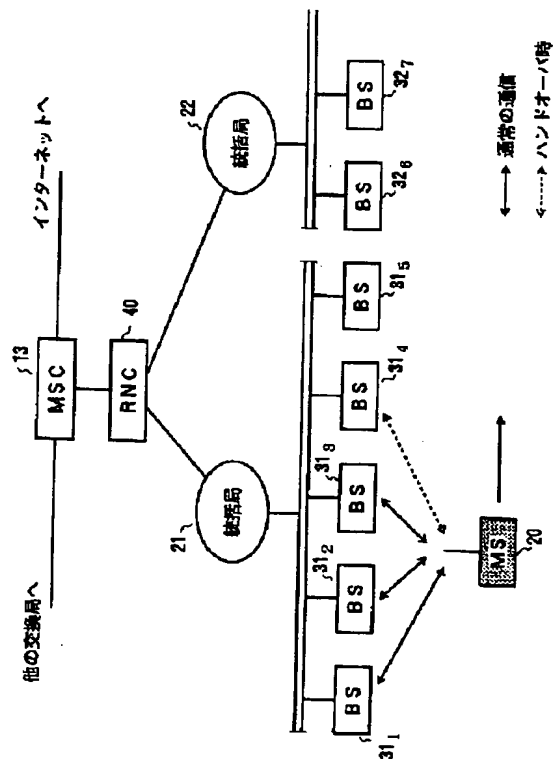 他の交換局へ
インターネットへ
13
MSC
40
RNC
21
統括局
22
統括局
31₁
BS
31₂
BS
31₃
BS
31₄
BS
31₅
BS
32₆
BS
32₇
BS
MS
20
通常の通信
ハンドオーバ時